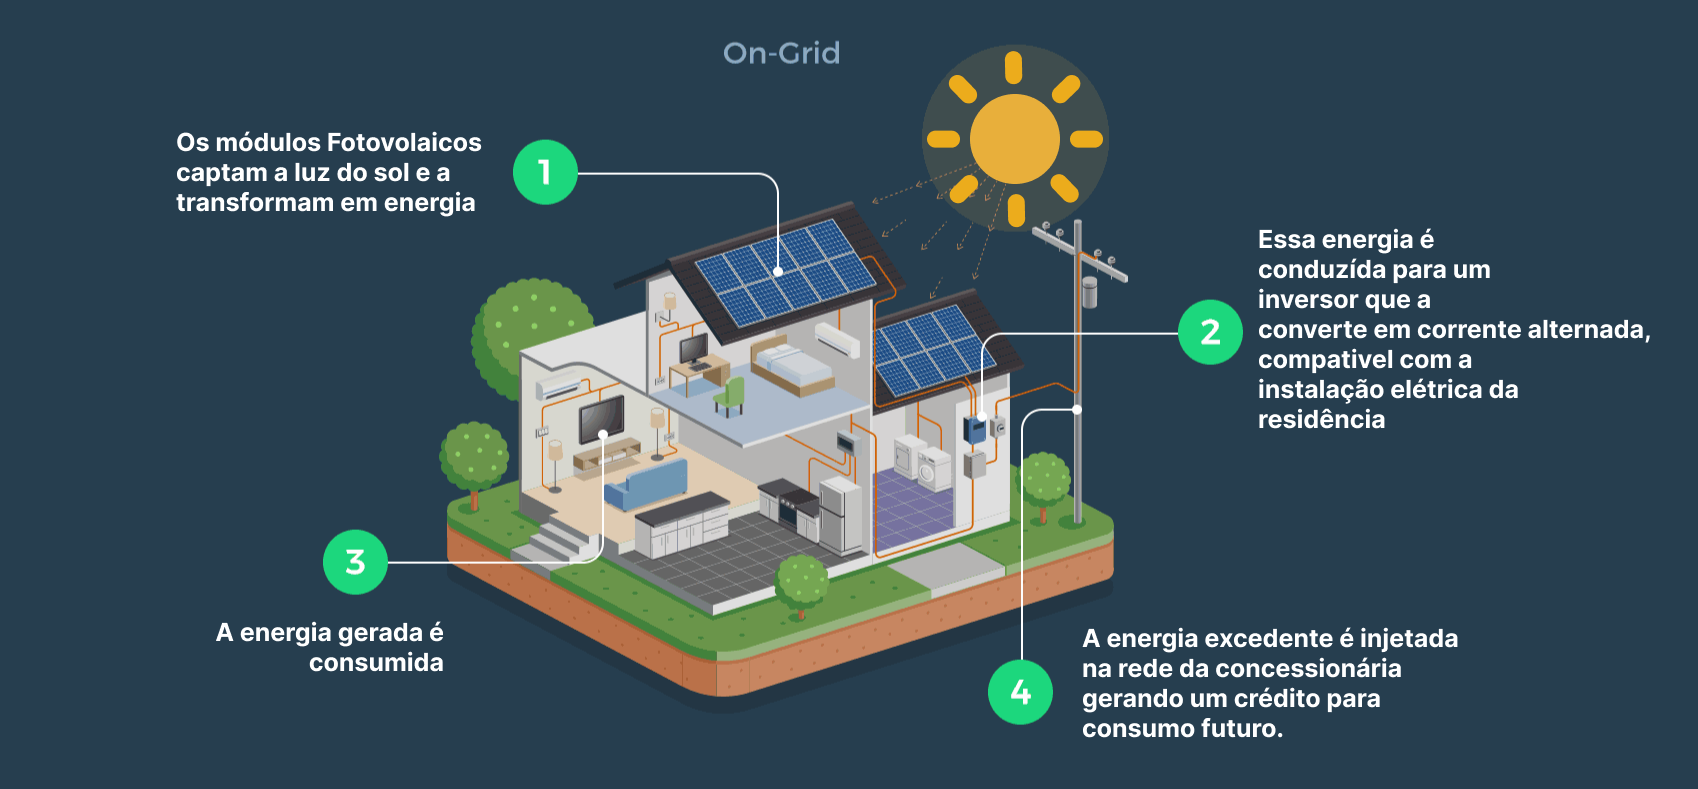 On-Grid
1
Os módulos Fotovolaicos
captam a luz do sol e a
transformam em energia
2
Essa energia é
conduzída para um
inversor que a
converte em corrente alternada,
compativel com a
instalação elétrica da
residência
3
A energia gerada é
consumida
4
A energia excedente é injetada
na rede da concessionária
gerando um crédito para
consumo futuro.